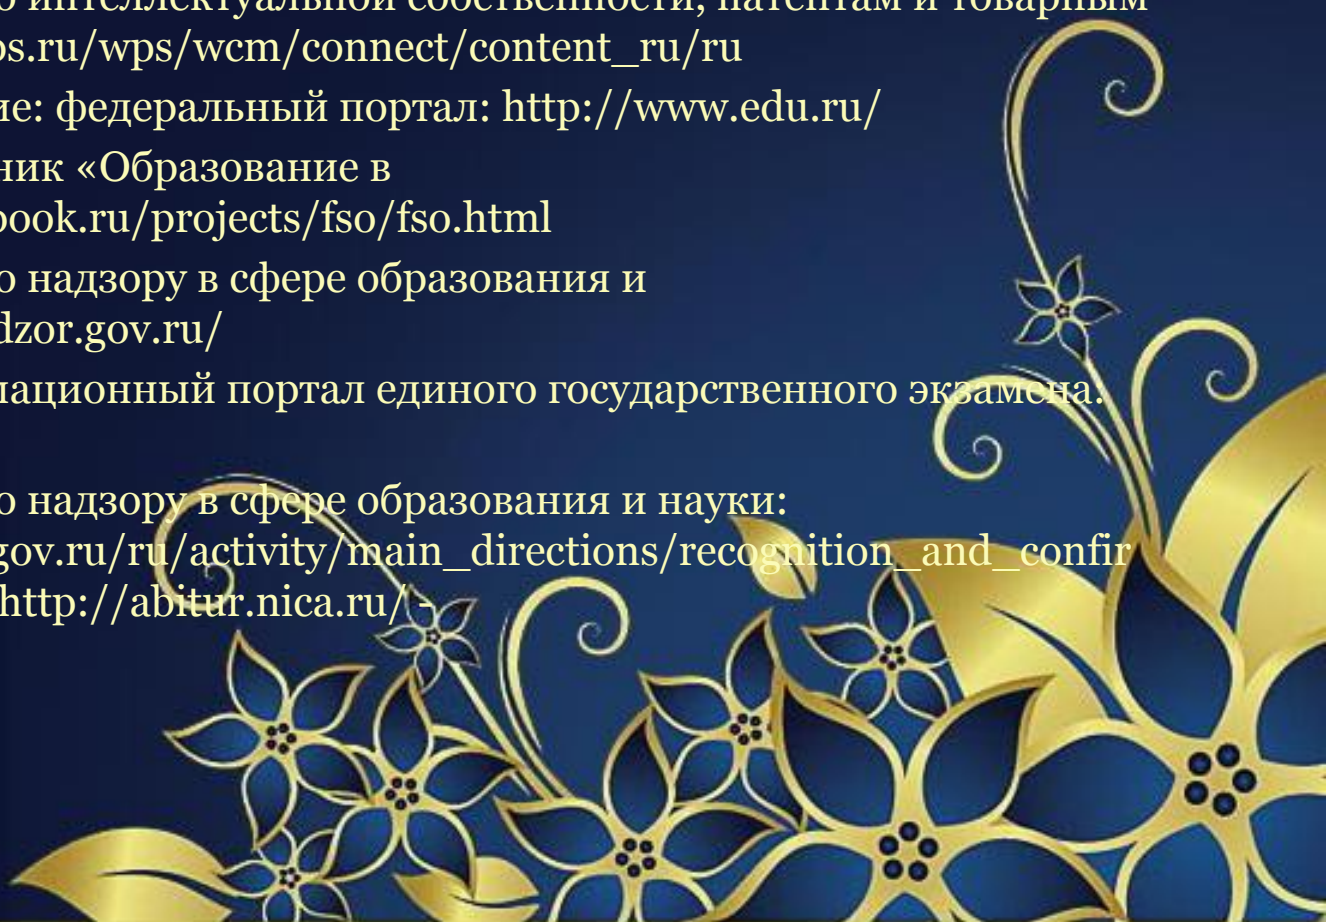 о интеллектуальной собственности, патентам и товарным
ps.ru/wps/wcm/connect/content_ru/ru
ие: федеральный портал: http://www.edu.ru/
ник «Образование в
book.ru/projects/fso/fso.html
о надзору в сфере образования и
dzor.gov.ru/
мационный портал единого государственного экзамена:
о надзору в сфере образования и науки:
gov.ru/ru/activity/main_directions/recognition_and_confir
http://abitur.nica.ru/ -